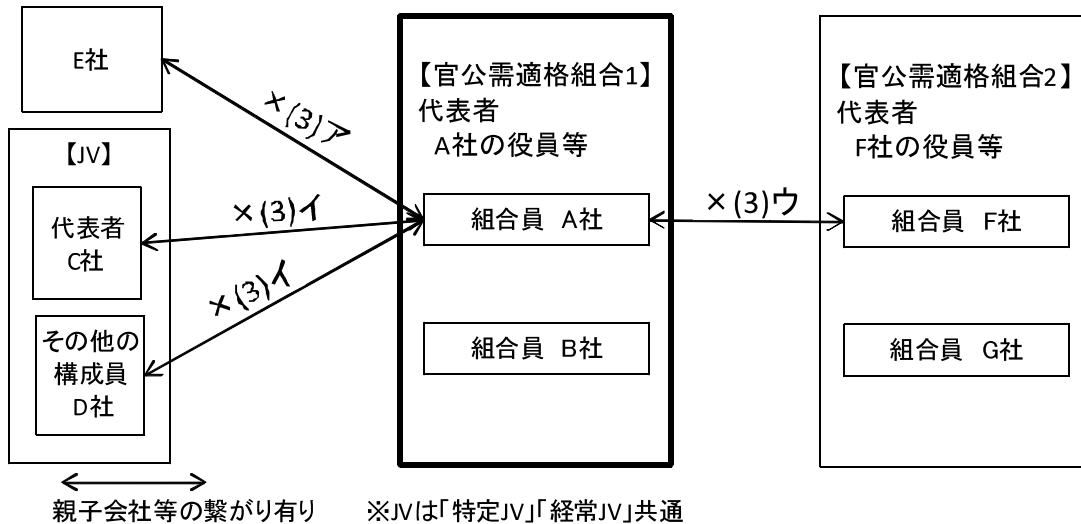 E社
×(3)ア
【JV】
代表者
C社
×(3)イ
その他の
構成員
D社
×(3)イ
【官公需適格組合1】
代表者
A社の役員等
組合員　A社
組合員　B社
×(3)ウ
【官公需適格組合2】
代表者
F社の役員等
組合員　F社
組合員　G社
親子会社等の繋がり有り
※JVは「特定JV」「経常JV」共通